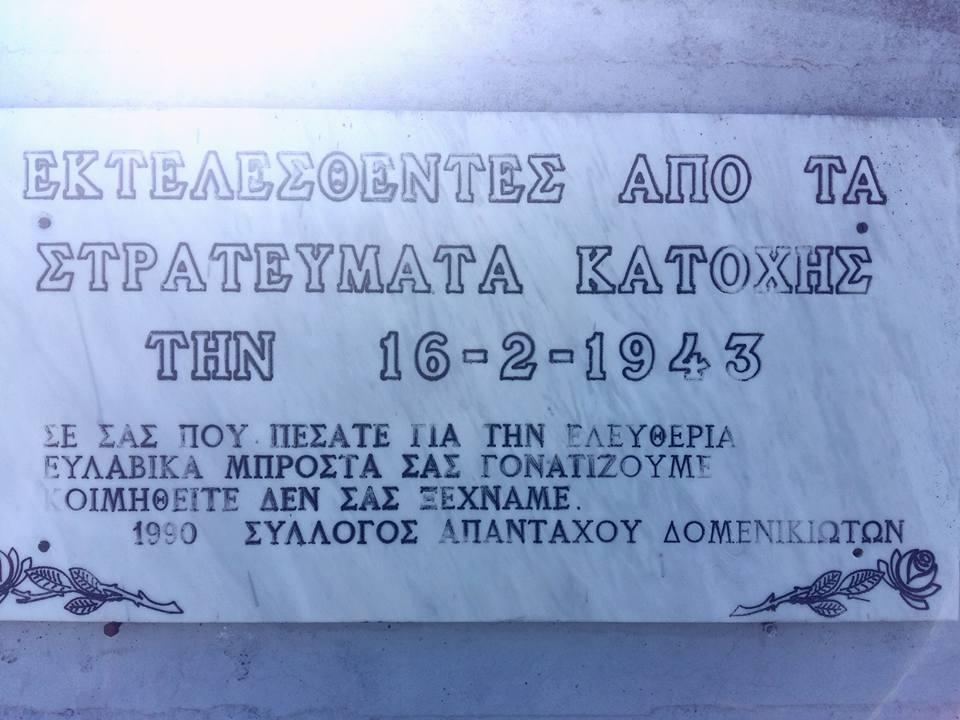 ΕΚΤΕΛΕΣΘΕΝΤΕΣ ΑΠΟ ΤΑ
ΣΤΡΑΤΕΥΜΑΤΑ ΚΑΤΟΧΗΣ
ΤΗΝ 16-2-1943
ΣΕ ΣΑΣ ΠΟΥ ΠΕΣΑΤΕ ΓΙΑ ΤΗΝ ΕΛΕΥΘΕΡΙΑ
ΕΥΛΑΒΙΚΑ ΜΠΡΟΣΤΑ ΣΑΣ ΓΟΝΑΤΙΖΟΥΜΕ
ΚΟΙΜΗΘΕΙΤΕ ΔΕΝ ΣΑΣ ΞΕΧΝΑΜΕ.
1990 ΣΥΛΛΟΓΟΣ ΑΠΑΝΤΑΧΟΥ ΔΟΜΕΝΙΚΙΩΤΩΝ